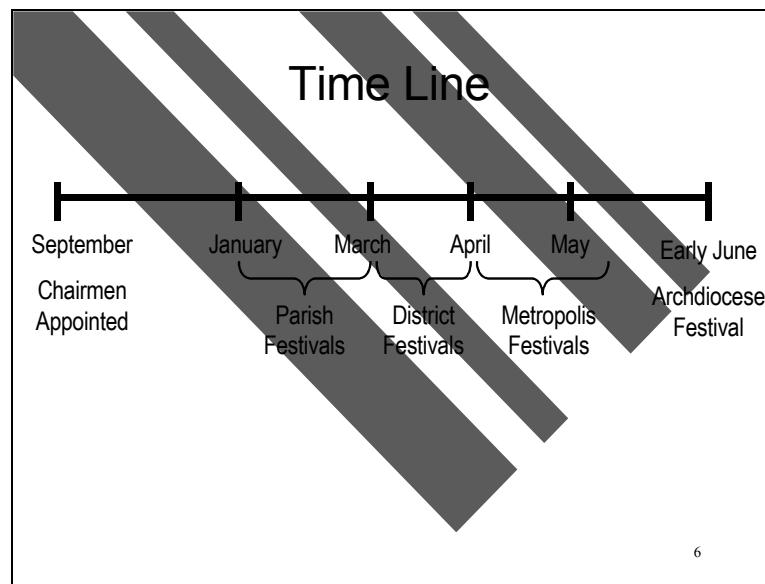 Time Line
September January March April May Early June
Chairmen
Appointed
Parish
Festivals
District
Festivals
Metropolis
Festivals
Archdiocese
Festival
6